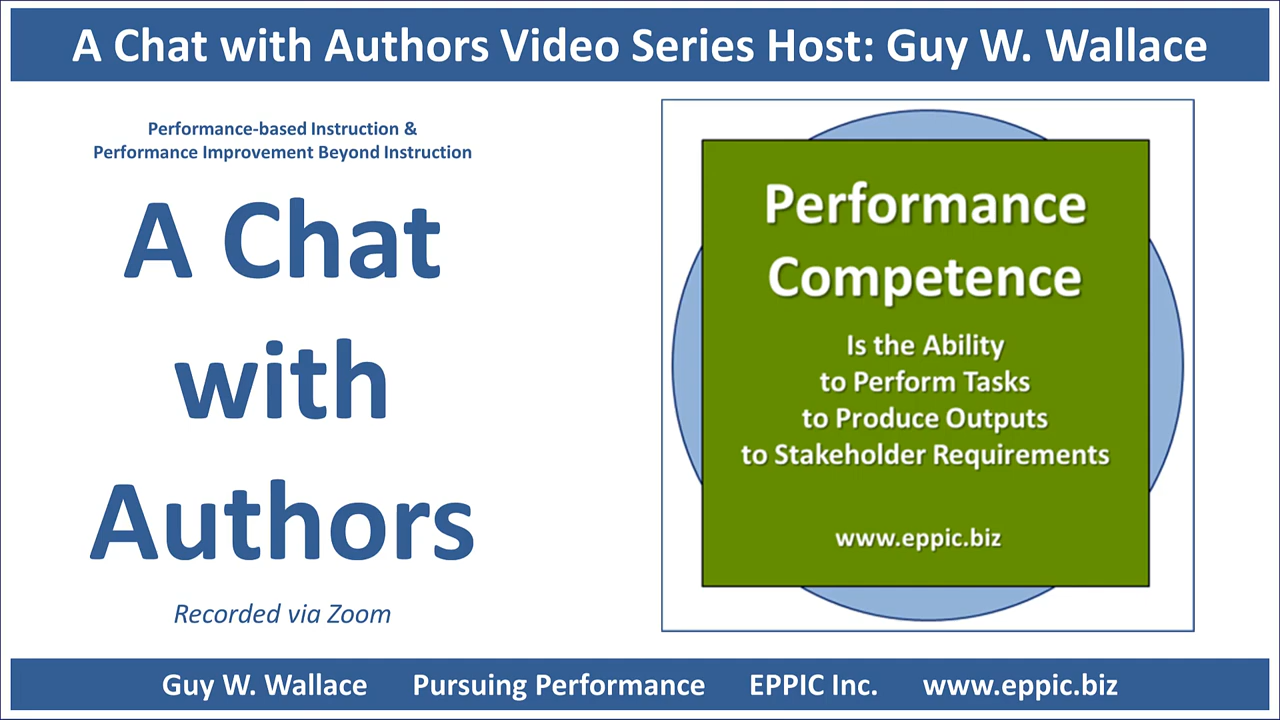 A Chat with Authors Video Series Host: Guy W. Wallace
Performance-based Instruction &
Performance Improvement Beyond Instruction
A Chat
with
Authors
Recorded via Zoom
Performance
Competence
Is the Ability
to Perform Tasks
to Produce Outputs
to Stakeholder Requirements
www.eppic.biz
Guy W. Wallace Pursuing Performance EPPIC Inc. www.eppic.biz